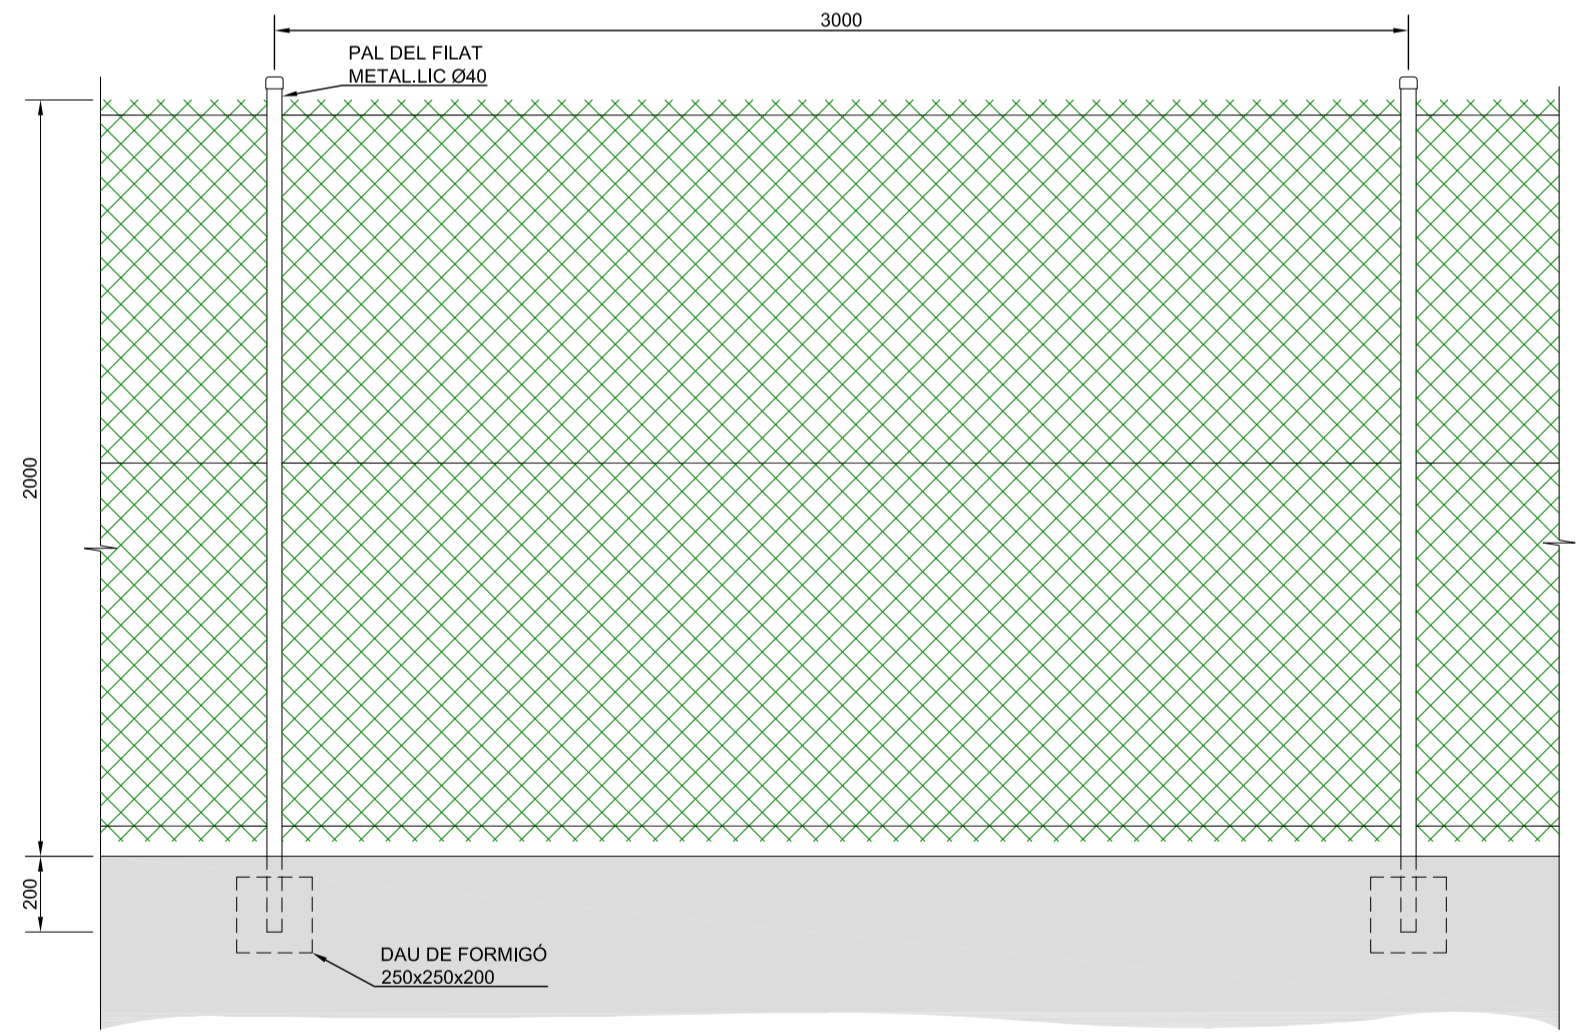 3000
PAL DEL FILAT
METAL.LIC Ø40
2000
200
DAU DE FORMIGÓ
250x250x200